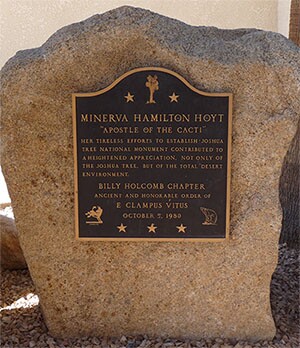 MINERVA HAMILTON HOYT
"APOSTLE OF THE CACTI"
HER TIRELESS EFFORTS TO ESTABLISH JOSHUA
TREE NATIONAL MONUMENT CONTRIBUTED TO
A HEIGHTENED APPRECIATION, NOT ONLY OF
THE JOSHUA TREE, BUT OF THE TOTAL DESERT
ENVIRONMENT.
BILLY HOLCOMB CHAPTER
ANCIENT AND HONORABLE ORDER OF
E CLAMPUS VITUS
OCTOBER 5, 1980